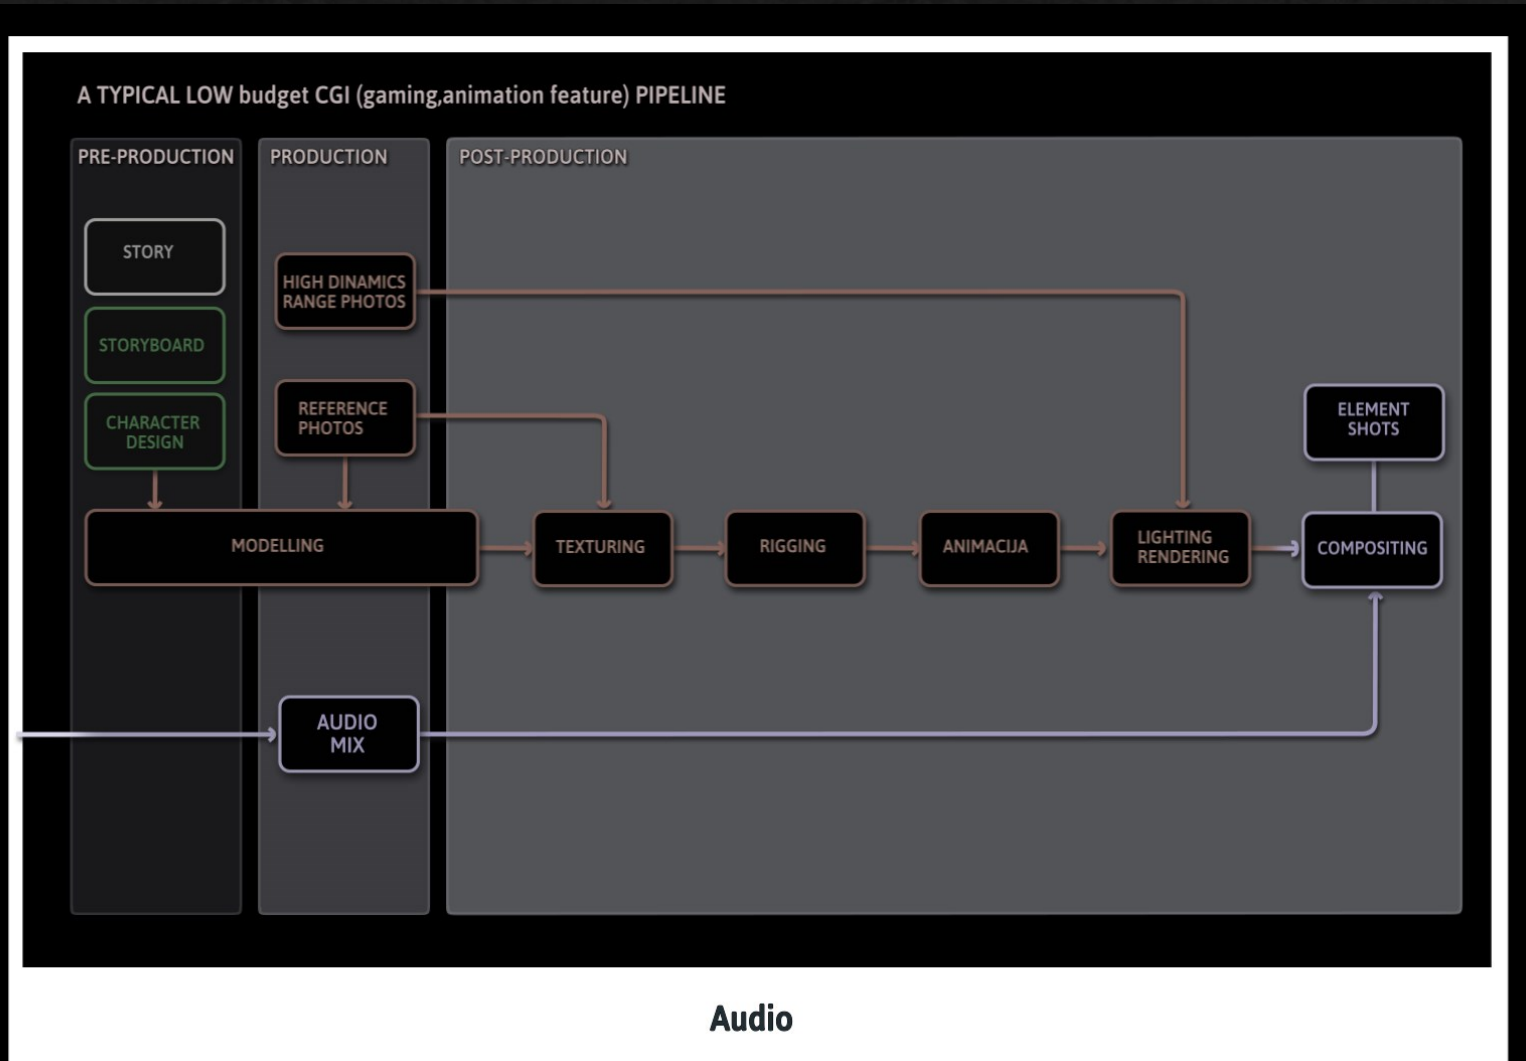 A TYPICAL LOW budget CGI (gaming,animation feature) PIPELINE
PRE-PRODUCTION
STORY
STORYBOARD
CHARACTER
DESIGN
PRODUCTION
HIGH DINAMICS
RANGE PHOTOS
REFERENCE
PHOTOS
POST-PRODUCTION
ELEMENT
SHOTS
MODELLING
TEXTURING
RIGGING
ANIMACIJA
LIGHTING
RENDERING
COMPOSITING
AUDIO
MIX
Audio